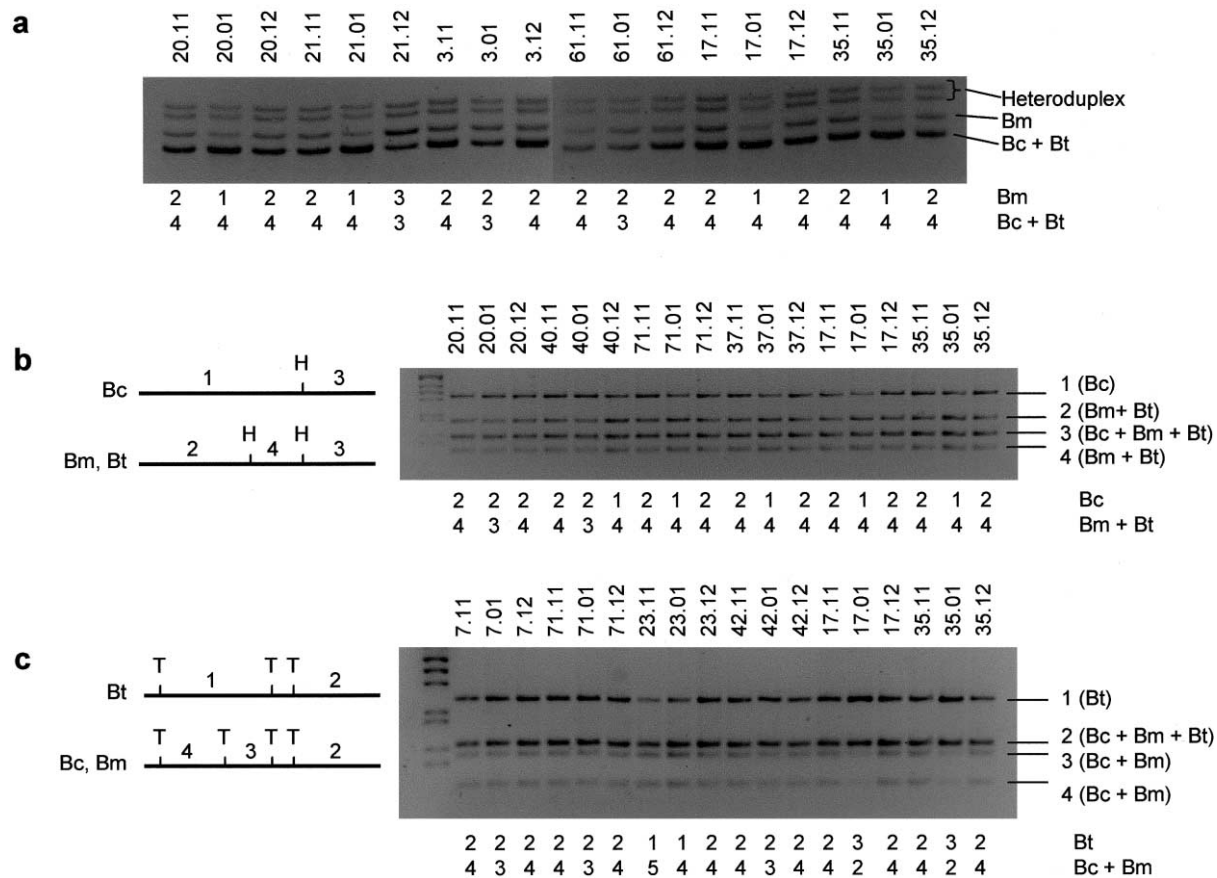 a
20.11 20.01 20.12 21.11 21.01 21.12 3.11 3.01 3.12 61.11 61.01 61.12 17.11 17.01 17.12 35.11 35.01 35.12
Heteroduplex
Bm
Bc + Bt
2 1 2 2 1 3 2 2 2 2 2 2 2 1 2 2 1 2 Bm
4 4 4 4 4 3 4 3 4 4 3 4 4 4 4 4 4 4 Bc + Bt
b
20.11 20.01 20.12 40.11 40.01 40.12 71.11 71.01 71.12 37.11 37.01 37.12 17.11 17.01 17.12 35.11 35.01 35.12
H
1 3
Bc
H H
2 4 3
Bm, Bt
1 (Bc)
2 (Bm+ Bt)
3 (Bc + Bm + Bt)
4 (Bm + Bt)
2 2 2 2 2 1 2 1 2 2 1 2 2 1 2 2 1 2 Bc
4 3 4 4 3 4 4 4 4 4 4 4 4 4 4 4 4 4 Bm + Bt
c
7.11 7.01 7.12 71.11 71.01 71.12 23.11 23.01 23.12 42.11 42.01 42.12 17.11 17.01 17.12 35.11 35.01 35.12
T T T
1 2
Bt
T T T T
4 3 2
Bc, Bm
1 (Bt)
2 (Bc + Bm + Bt)
3 (Bc + Bm)
4 (Bc + Bm)
2 2 2 2 2 2 1 1 2 2 2 2 2 3 2 2 3 2 Bt
4 3 4 4 3 4 5 4 4 4 3 4 4 2 4 4 2 4 Bc + Bm